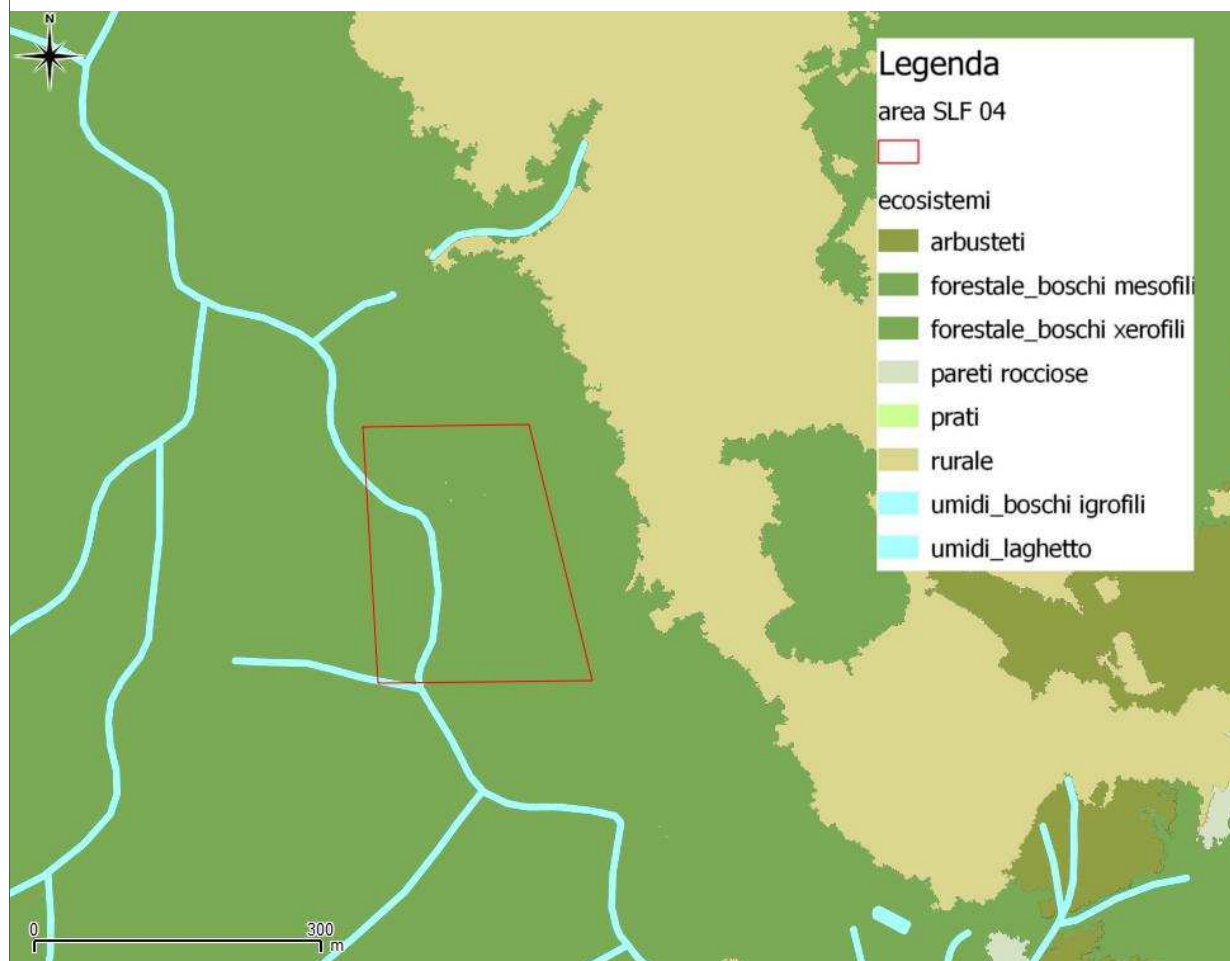 N
Legenda
area SLF 04
ecosistemi
arbusteti
forestale_boschi mesofili
forestale_boschi xerofili
pareti rocciose
prati
rurale
umidi_boschi igrofili
umidi_laghetto
0 300
m